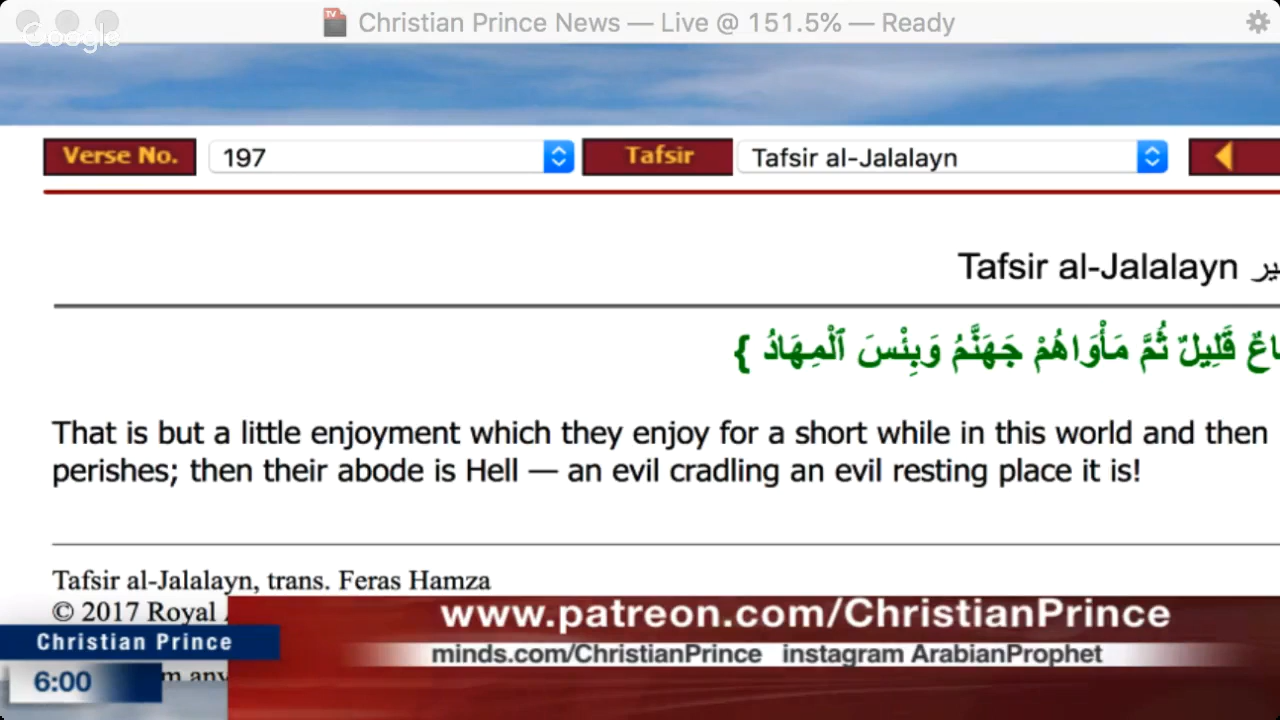 Christian Prince News — Live @ 151.5% — Ready
Google
Verse No. 197 Tafsir Tafsir al-Jalalayn
Tafsir al-Jalalayn
قَلِيلٌ ثُمَّ مَأْوَاهُمْ جَهَنَّمُ وَبِئْسَ ٱلْمِهَادُ }
That is but a little enjoyment which they enjoy for a short while in this world and then
perishes; then their abode is Hell — an evil cradling an evil resting place it is!
Tafsir al-Jalalayn, trans. Feras Hamza
© 2017 Royal
www.patreon.com/ChristianPrince
Christian Prince
minds.com/ChristianPrince instagram ArabianProphet
6:00
any